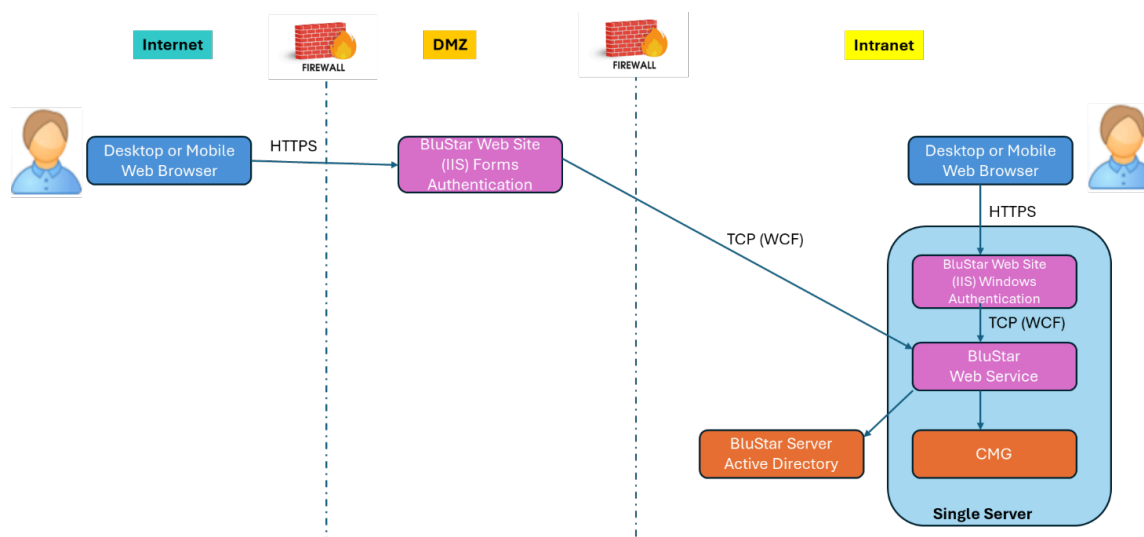 Internet
FIREWALL
DMZ
FIREWALL
Intranet
Desktop or Mobile
Web Browser
HTTPS
BluStar Web Site
(IIS) Forms
Authentication
Desktop or Mobile
Web Browser
HTTPS
TCP (WCF)
BluStar Web Site
(IIS) Windows
Authentication
TCP (WCF)
BluStar
Web Service
BluStar Server
Active Directory
CMG
Single Server